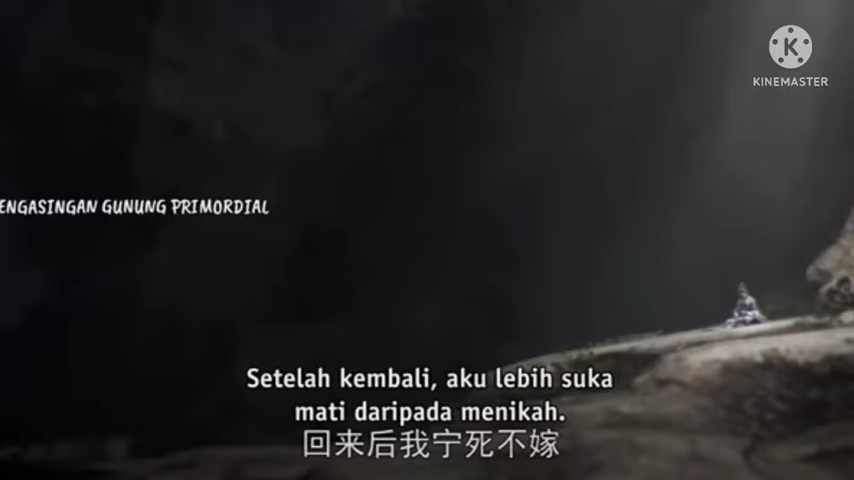 KINEMASTER
ENGASINGAN GUNUNG PRIMORDIAL
Setelah kembali, aku lebih suka
mati daripada menikah.
回来后我宁死不嫁